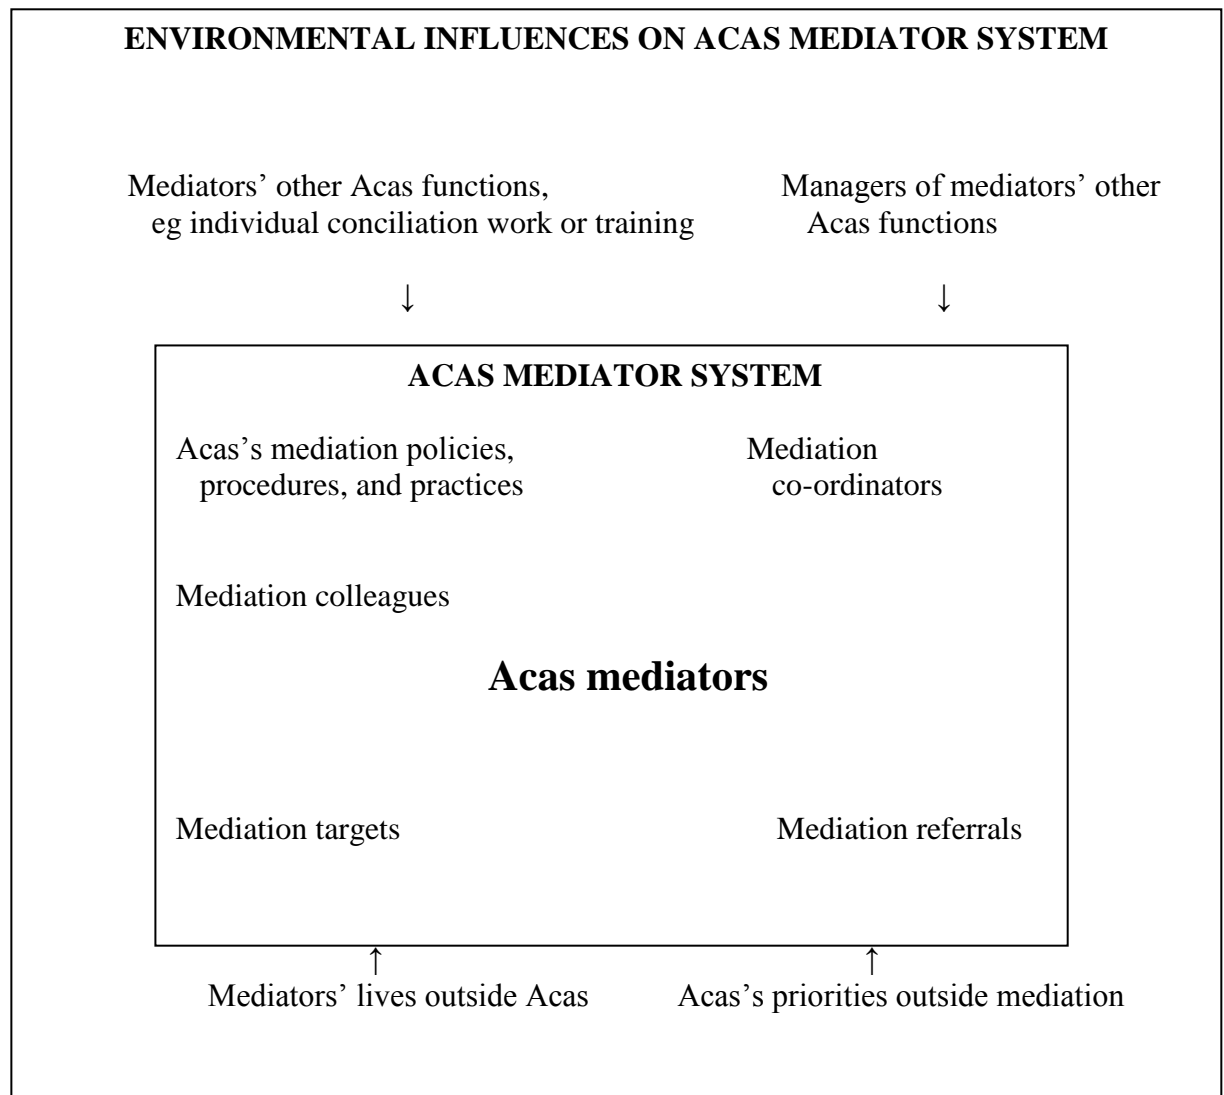 ENVIRONMENTAL INFLUENCES ON ACAS MEDIATOR SYSTEM
Mediators’ other Acas functions,
eg individual conciliation work or training
Managers of mediators’ other
Acas functions
↓ ↓
ACAS MEDIATOR SYSTEM
Acas’s mediation policies,
procedures, and practices
Mediation
co-ordinators
Mediation colleagues
Acas mediators
Mediation targets
Mediation referrals
↑ ↑
Mediators’ lives outside Acas
Acas’s priorities outside mediation